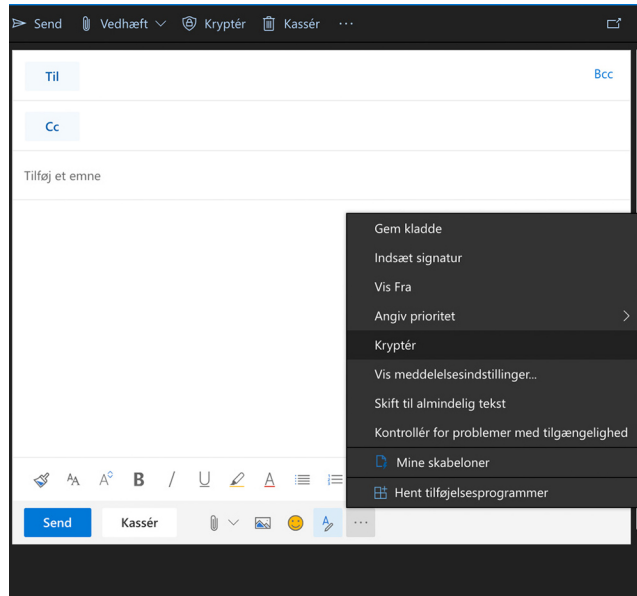 Send Vedhæft Kryptér Kassér ...
Til Bcc
Cc
Tilføj et emne
Gem kladde
Indsæt signatur
Vis Fra
Angiv prioritet
Kryptér
Vis meddelelsesindstillinger...
Skift til almindelig tekst
Kontrollér for problemer med tilgængelighed
Mine skabeloner
Hent tilføjelsesprogrammer
B I U A
Send Kassér ...